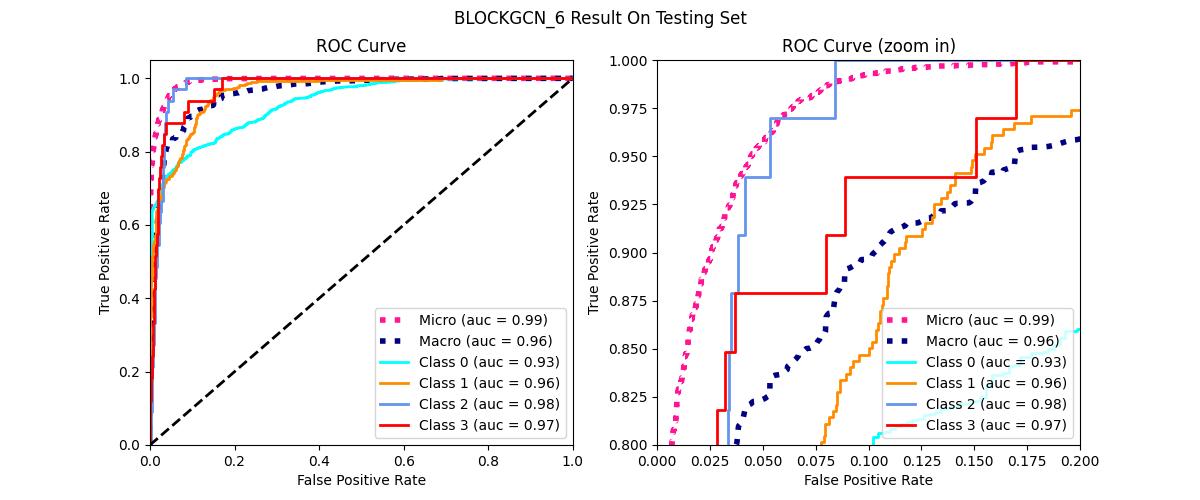 BLOCKGCN_6 Result On Testing Set
ROC Curve
1.0
0.8
0.6
0.4
0.2
0.0
True Positive Rate
0.0 0.2 0.4 0.6 0.8 1.0
False Positive Rate
Micro (auc = 0.99)
Macro (auc = 0.96)
Class 0 (auc = 0.93)
Class 1 (auc = 0.96)
Class 2 (auc = 0.98)
Class 3 (auc = 0.97)
ROC Curve (zoom in)
1.000
0.975
0.950
0.925
0.900
0.875
0.850
0.825
0.800
True Positive Rate
0.000 0.025 0.050 0.075 0.100 0.125 0.150 0.175 0.200
False Positive Rate
Micro (auc = 0.99)
Macro (auc = 0.96)
Class 0 (auc = 0.93)
Class 1 (auc = 0.96)
Class 2 (auc = 0.98)
Class 3 (auc = 0.97)